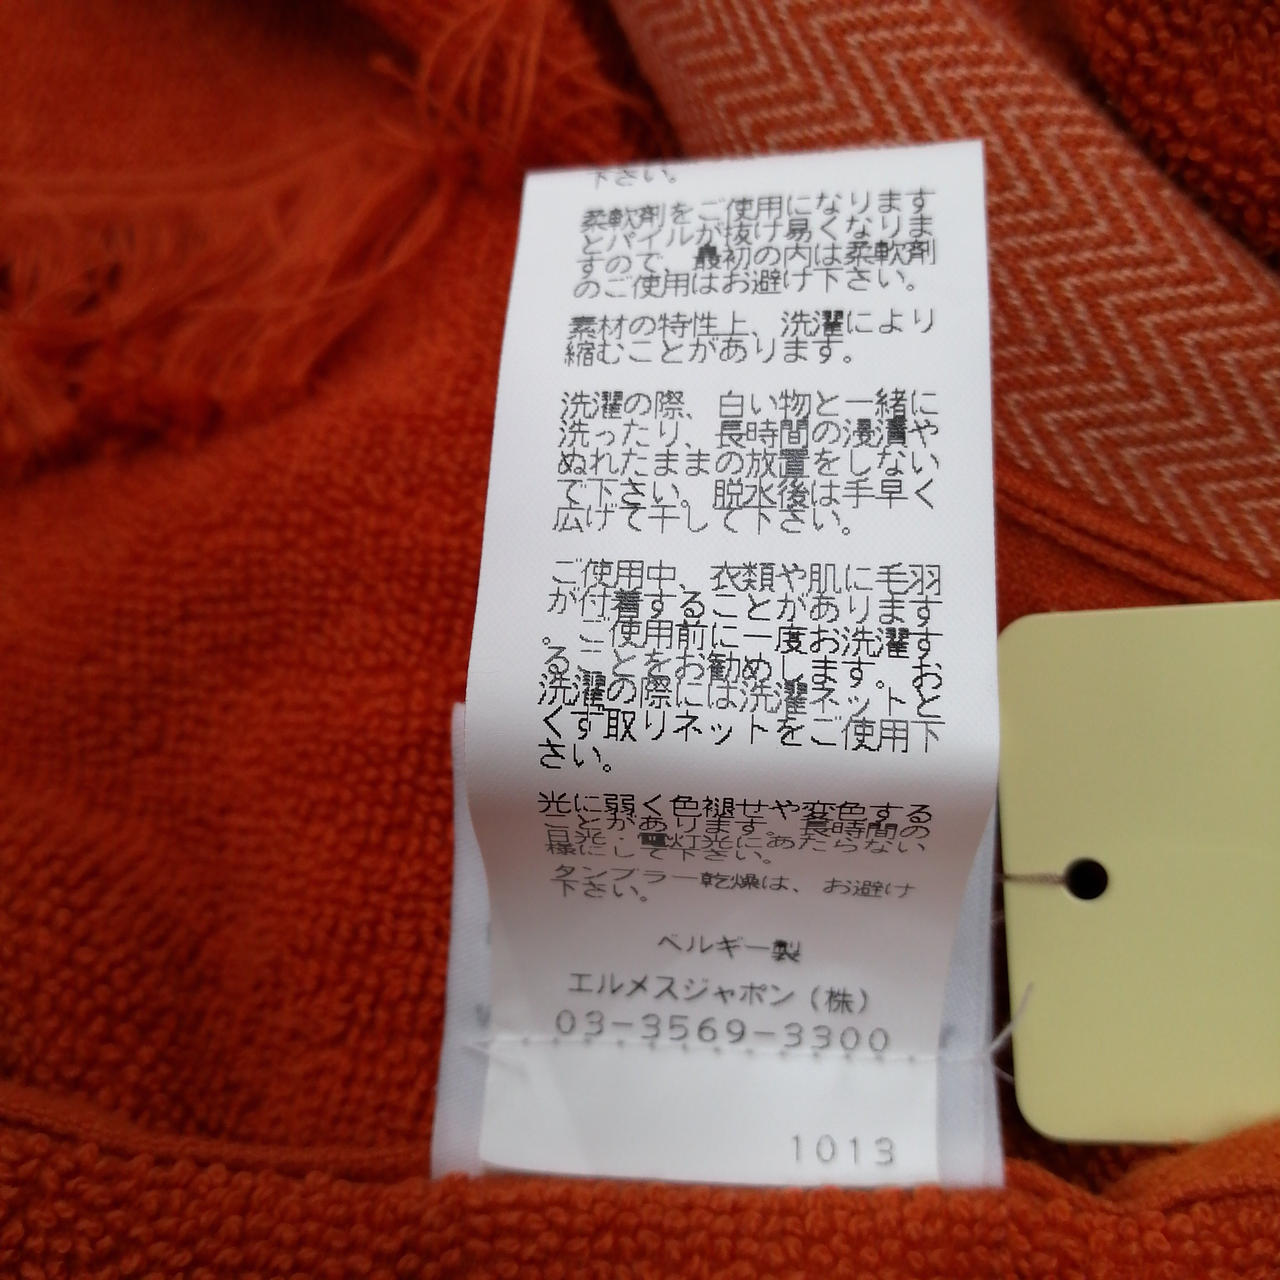 下さい。
柔軟剤をご使用になります
とパイルが抜け易くなりま
すので、最初の内は柔軟剤
のご使用はお避け下さい。
素材の特性上、洗濯により
縮むことがあります。
洗濯の際、白い物と一緒に
洗ったり、長時間の浸漬や
ぬれたままの放置をしない
で下さい。脱水後は手早く
広げて干して下さい。
ご使用中、衣類や肌に毛羽
が付着することがあります
。ご使用前に一度お洗濯す
ることをお勧めします。お
洗濯の際には洗濯ネットと
くず取りネットをご使用下
さい。
光に弱く色褪せや変色する
ことがあります。長時間の
日光・電灯光にあたらない
様にして下さい。
タンブラー乾燥は、お避け
下さい。
ベルギー製
エルメスジャポン(株)
03-3569-3300
1013